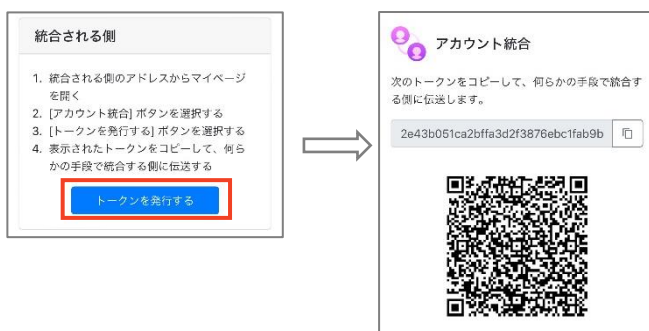 統合される側
1. 統合される側のアドレスからマイページ
を開く
2. [アカウント統合] ボタンを選択する
3. [トークンを発行する] ボタンを選択する
4. 表示されたトークンをコピーして、何ら
かの手段で統合する側に伝送する
トークンを発行する
アカウント統合
次のトークンをコピーして、何らかの手段で統合す
る側に伝送します。
2e43b051ca2bffa3d2f3876ebc1fab9b